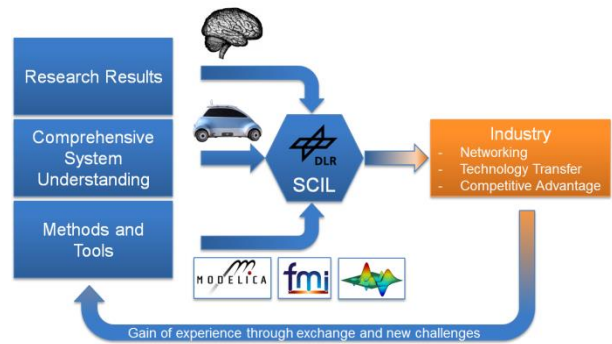 Research Results
Comprehensive
System
Understanding
Methods and
Tools
DLR
SCIL
Industry
- Networking
- Technology Transfer
- Competitive Advantage
MODELICA
fmi
Gain of experience through exchange and new challenges